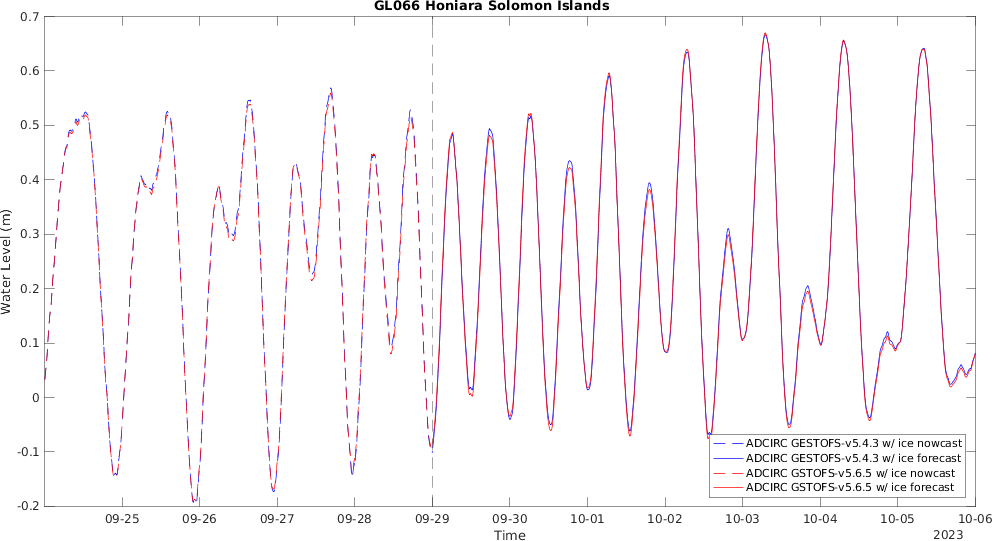 GL066 Honiara Solomon Islands
0.7
0.6
0.5
0.4
0.3
0.2
0.1
0
-0.1
-0.2
Water Level (m)
ADCIRC GESTOFS-v5.4.3 w/ ice nowcast
ADCIRC GESTOFS-v5.4.3 w/ ice forecast
ADCIRC GSTOFS-v5.6.5 w/ ice nowcast
ADCIRC GSTOFS-v5.6.5 w/ ice forecast
09-25 09-26 09-27 09-28 09-29 09-30 10-01 10-02 10-03 10-04 10-05 10-06
Time
2023